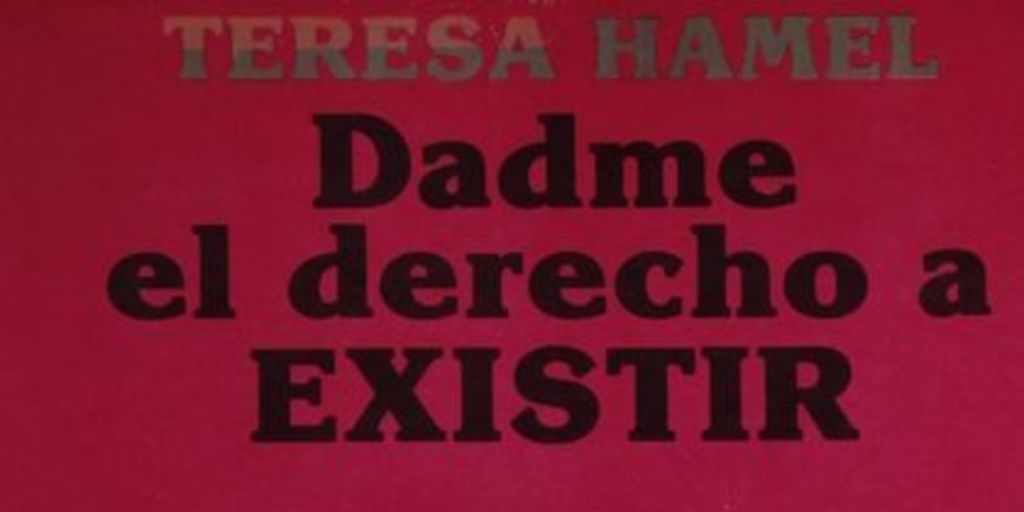 TERESA HAMEL
Dadme
el derecho a
EXISTIR